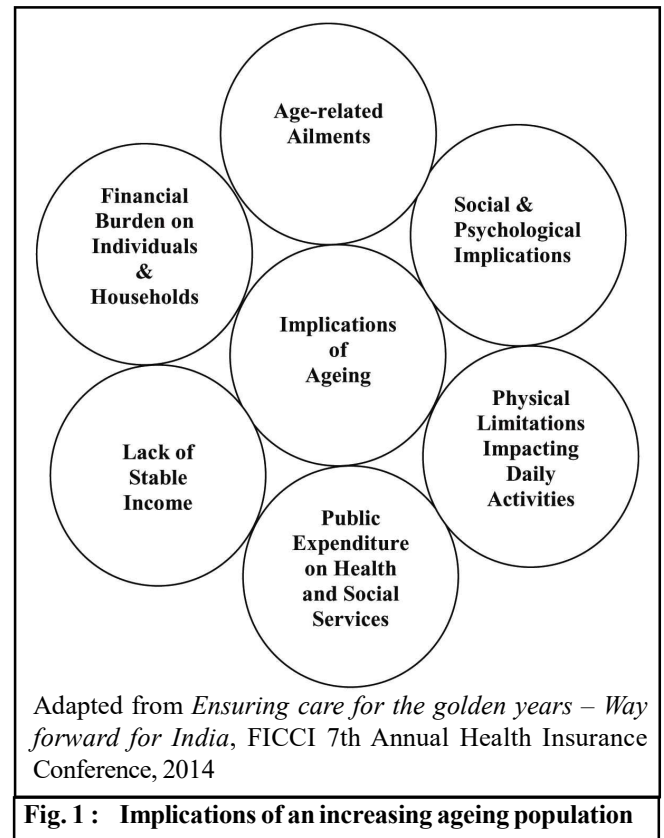 Age-related
Ailments
Financial
Burden on
Individuals
&
Households
Social &
Psychological
Implications
Implications
of
Ageing
Lack of
Stable
Income
Physical
Limitations
Impacting
Daily
Activities
Public
Expenditure
on Health
and Social
Services
Adapted from Ensuring care for the golden years – Way
forward for India, FICCI 7th Annual Health Insurance
Conference, 2014
Fig. 1 : Implications of an increasing ageing population